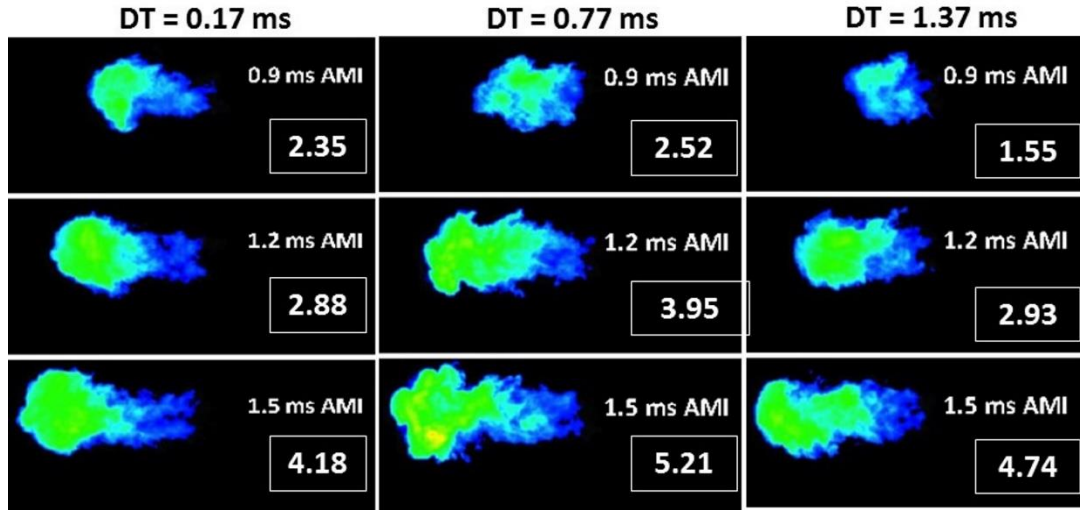 DT = 0.17 ms
DT = 0.77 ms
DT = 1.37 ms
0.9 ms AMI
2.35
0.9 ms AMI
2.52
0.9 ms AMI
1.55
1.2 ms AMI
2.88
1.2 ms AMI
3.95
1.2 ms AMI
2.93
1.5 ms AMI
4.18
1.5 ms AMI
5.21
1.5 ms AMI
4.74